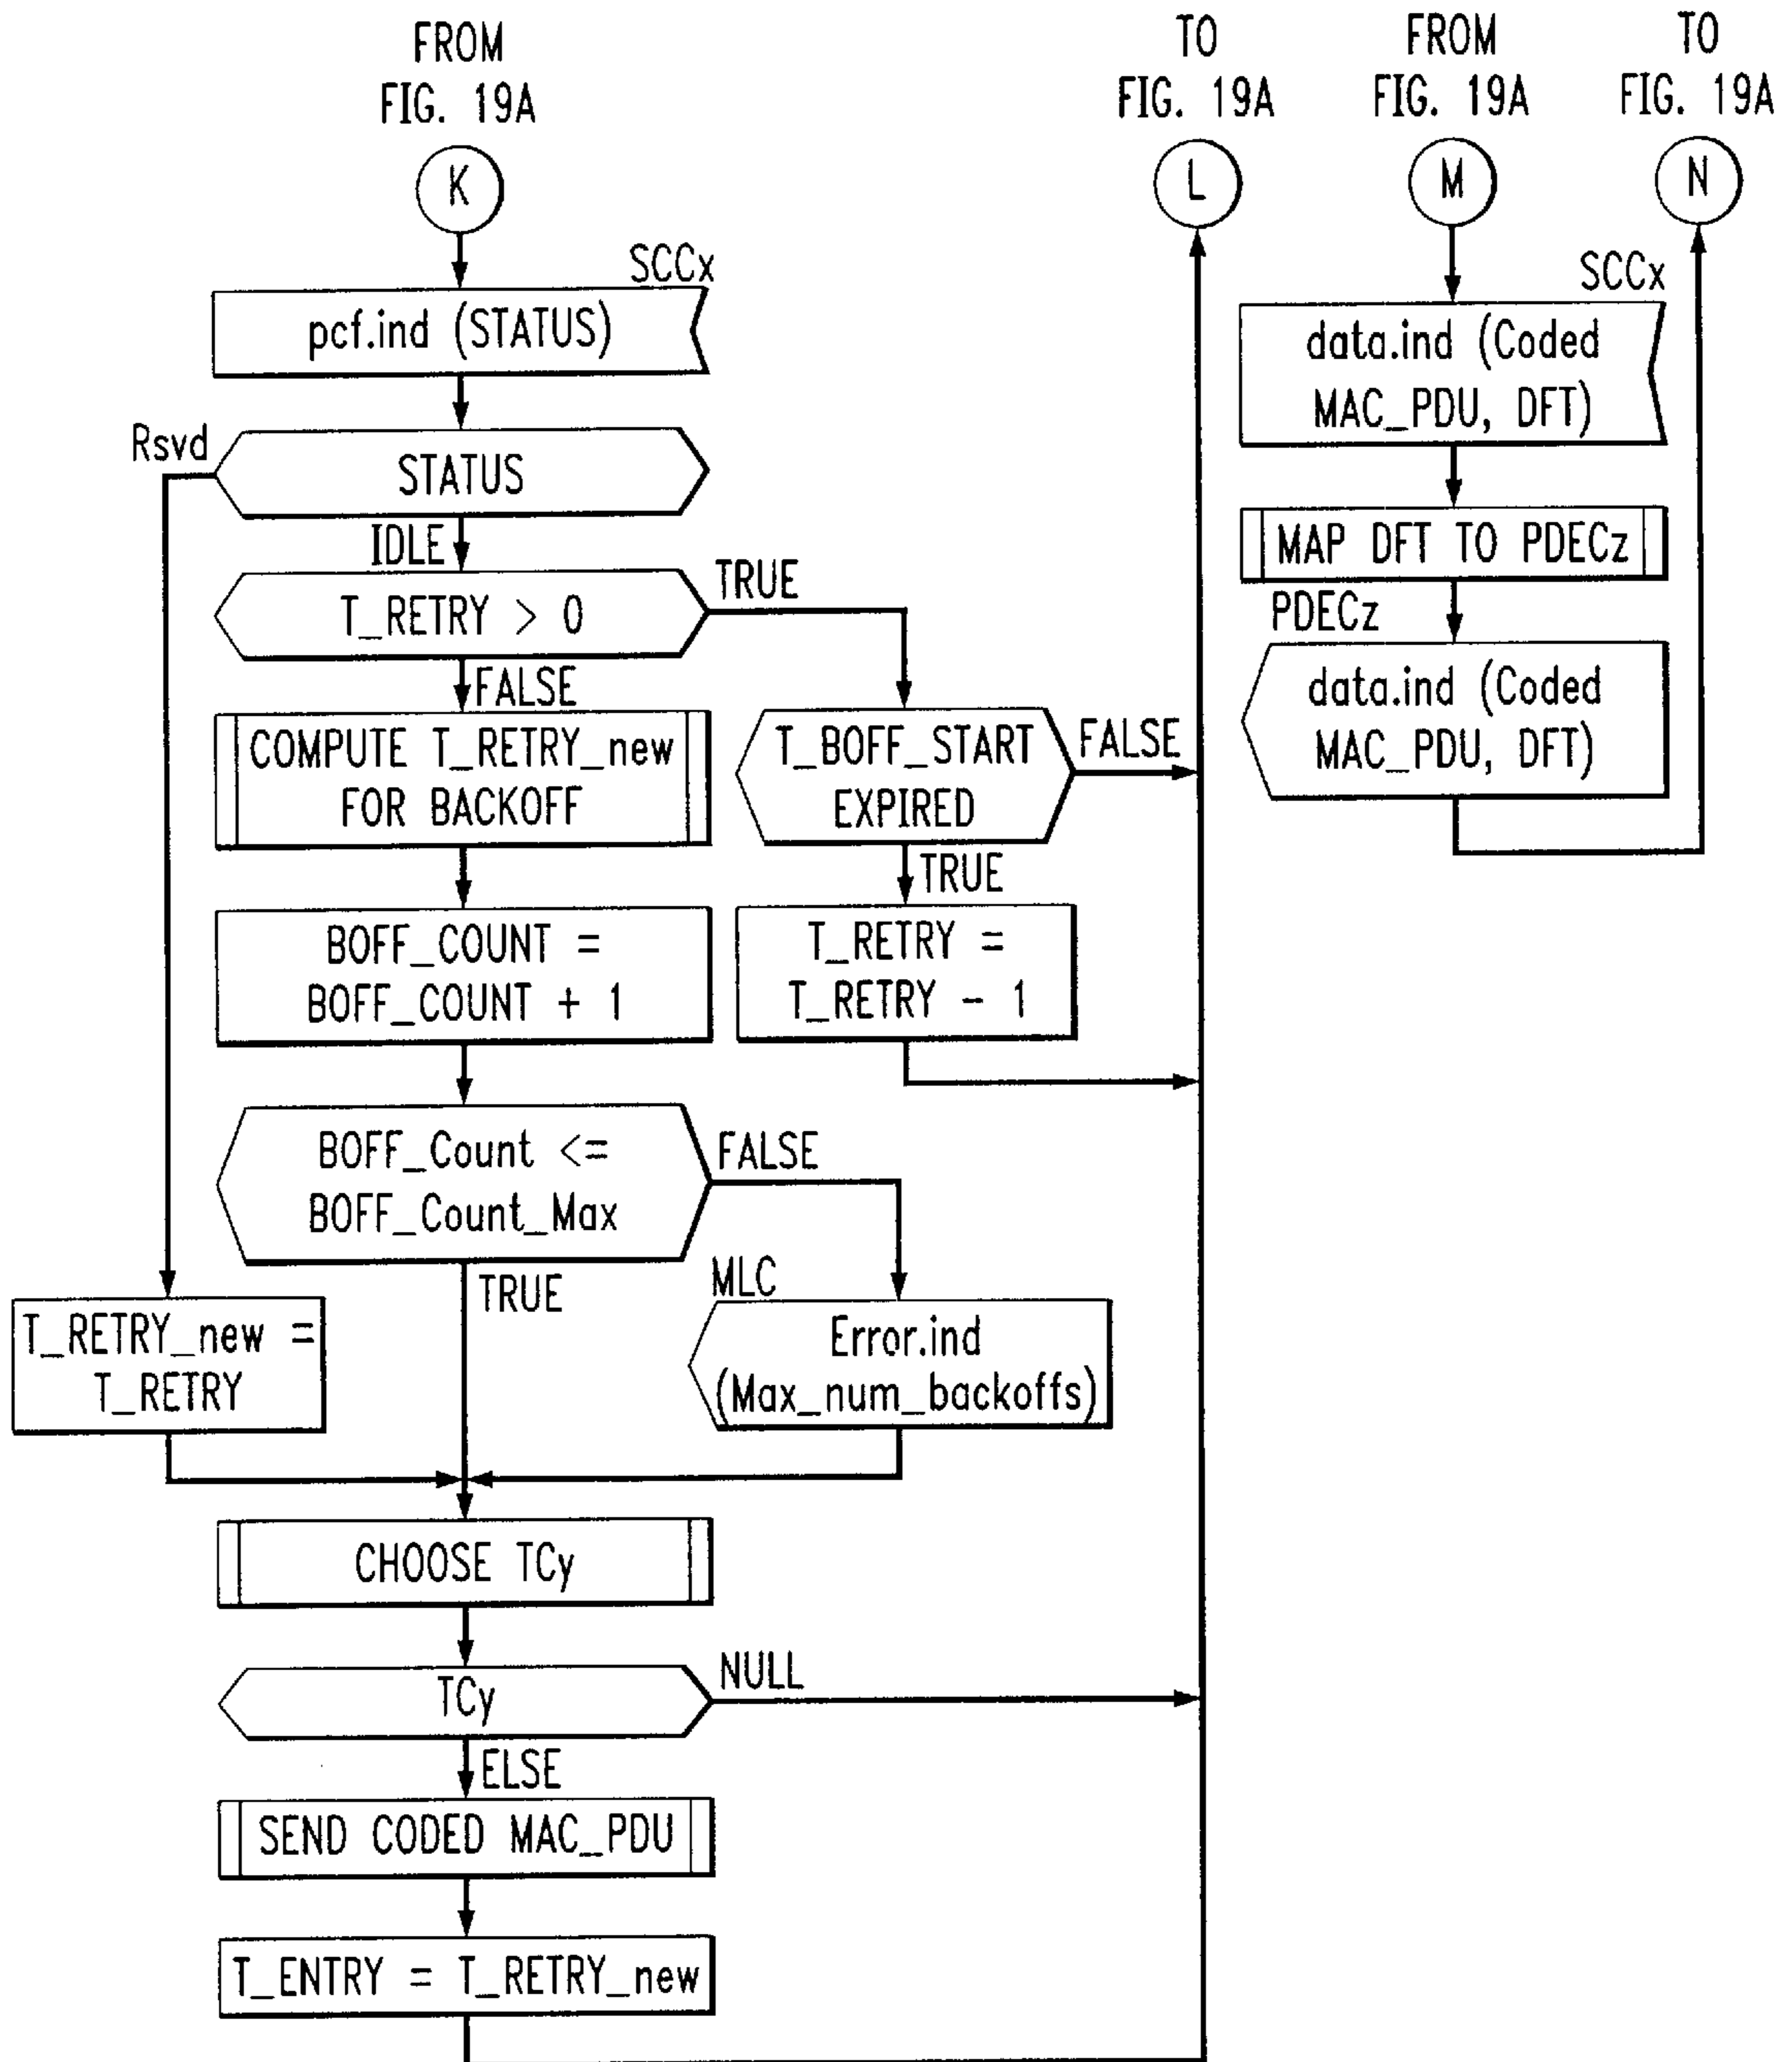 FROM
FIG. 19A
K
SCCx
pcf.ind (STATUS)
Rsvd
STATUS
IDLE
T_RETRY > 0
TRUE
FALSE
COMPUTE T_RETRY_new
FOR BACKOFF
T_BOFF_START
EXPIRED
FALSE
TRUE
BOFF_COUNT =
BOFF_COUNT + 1
T_RETRY =
T_RETRY - 1
BOFF_Count <=
BOFF_Count_Max
FALSE
TRUE
MLC
Error.ind
(Max_num_backoffs)
T_RETRY_new =
T_RETRY
CHOOSE TCy
TCy
NULL
ELSE
SEND CODED MAC_PDU
T_ENTRY = T_RETRY_new
TO
FIG. 19A
L
FROM
FIG. 19A
M
SCCx
data.ind (Coded
MAC_PDU, DFT)
MAP DFT TO PDECz
PDECz
data.ind (Coded
MAC_PDU, DFT)
TO
FIG. 19A
N